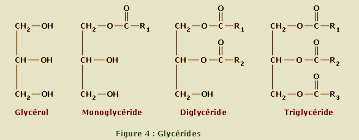 O O O
CH₂—OH CH₂—O—C—R₁ CH₂—O—C—R₁ CH₂—O—C—R₁
O O
CH—OH CH—OH CH—O—C—R₂ CH—O—C—R₂
O
CH₂—OH CH₂—OH CH₂—OH CH₂—O—C—R₃
Glycérol Monoglycéride Diglycéride Triglycéride
Figure 4 : Glycérides